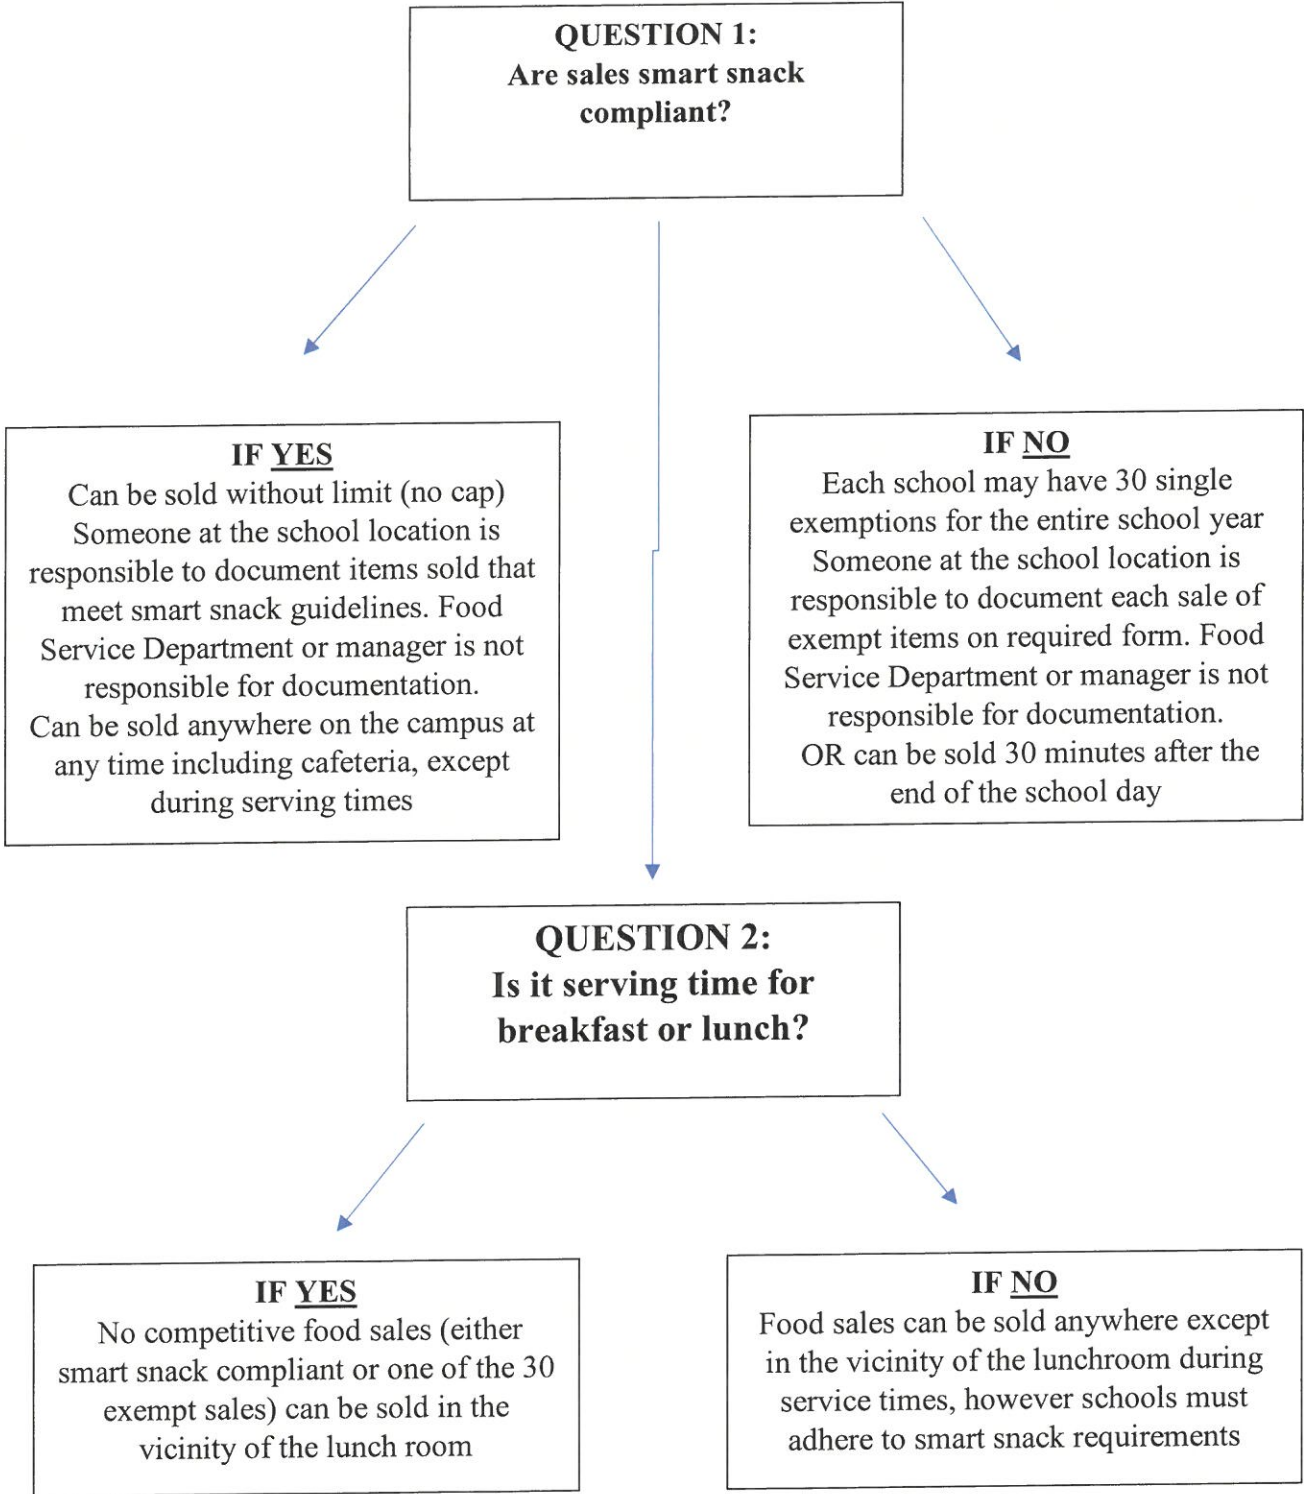 QUESTION 1:
Are sales smart snack
compliant?
IF YES
Can be sold without limit (no cap)
Someone at the school location is
responsible to document items sold that
meet smart snack guidelines. Food
Service Department or manager is not
responsible for documentation.
Can be sold anywhere on the campus at
any time including cafeteria, except
during serving times
IF NO
Each school may have 30 single
exemptions for the entire school year
Someone at the school location is
responsible to document each sale of
exempt items on required form. Food
Service Department or manager is not
responsible for documentation.
OR can be sold 30 minutes after the
end of the school day
QUESTION 2:
Is it serving time for
breakfast or lunch?
IF YES
No competitive food sales (either
smart snack compliant or one of the 30
exempt sales) can be sold in the
vicinity of the lunch room
IF NO
Food sales can be sold anywhere except
in the vicinity of the lunchroom during
service times, however schools must
adhere to smart snack requirements